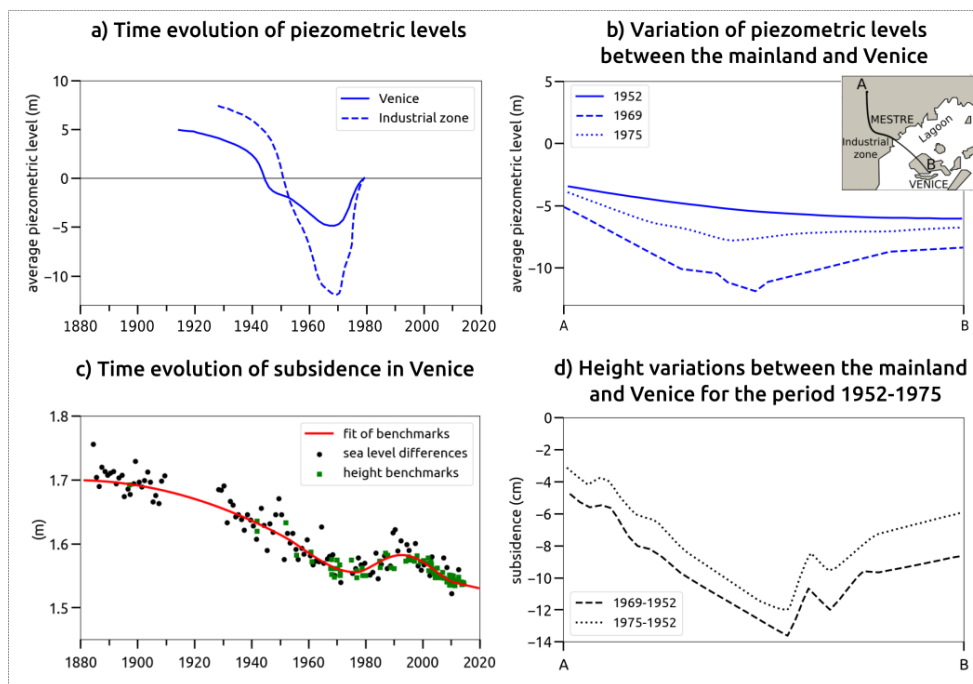 a) Time evolution of piezometric levels
average piezometric level (m)
10
5
0
−5
−10
1880 1900 1920 1940 1960 1980 2000 2020
Venice
Industrial zone
b) Variation of piezometric levels
between the mainland and Venice
average piezometric level (m)
5
0
−5
−10
A B
1952
1969
1975
A
MESTRE
Industrial
zone
Lagoon
B
VENICE
c) Time evolution of subsidence in Venice
(m)
1.8
1.7
1.6
1.5
1880 1900 1920 1940 1960 1980 2000 2020
fit of benchmarks
sea level differences
height benchmarks
d) Height variations between the mainland
and Venice for the period 1952-1975
subsidence (cm)
0
−2
−4
−6
−8
−10
−12
−14
A B
1969-1952
1975-1952